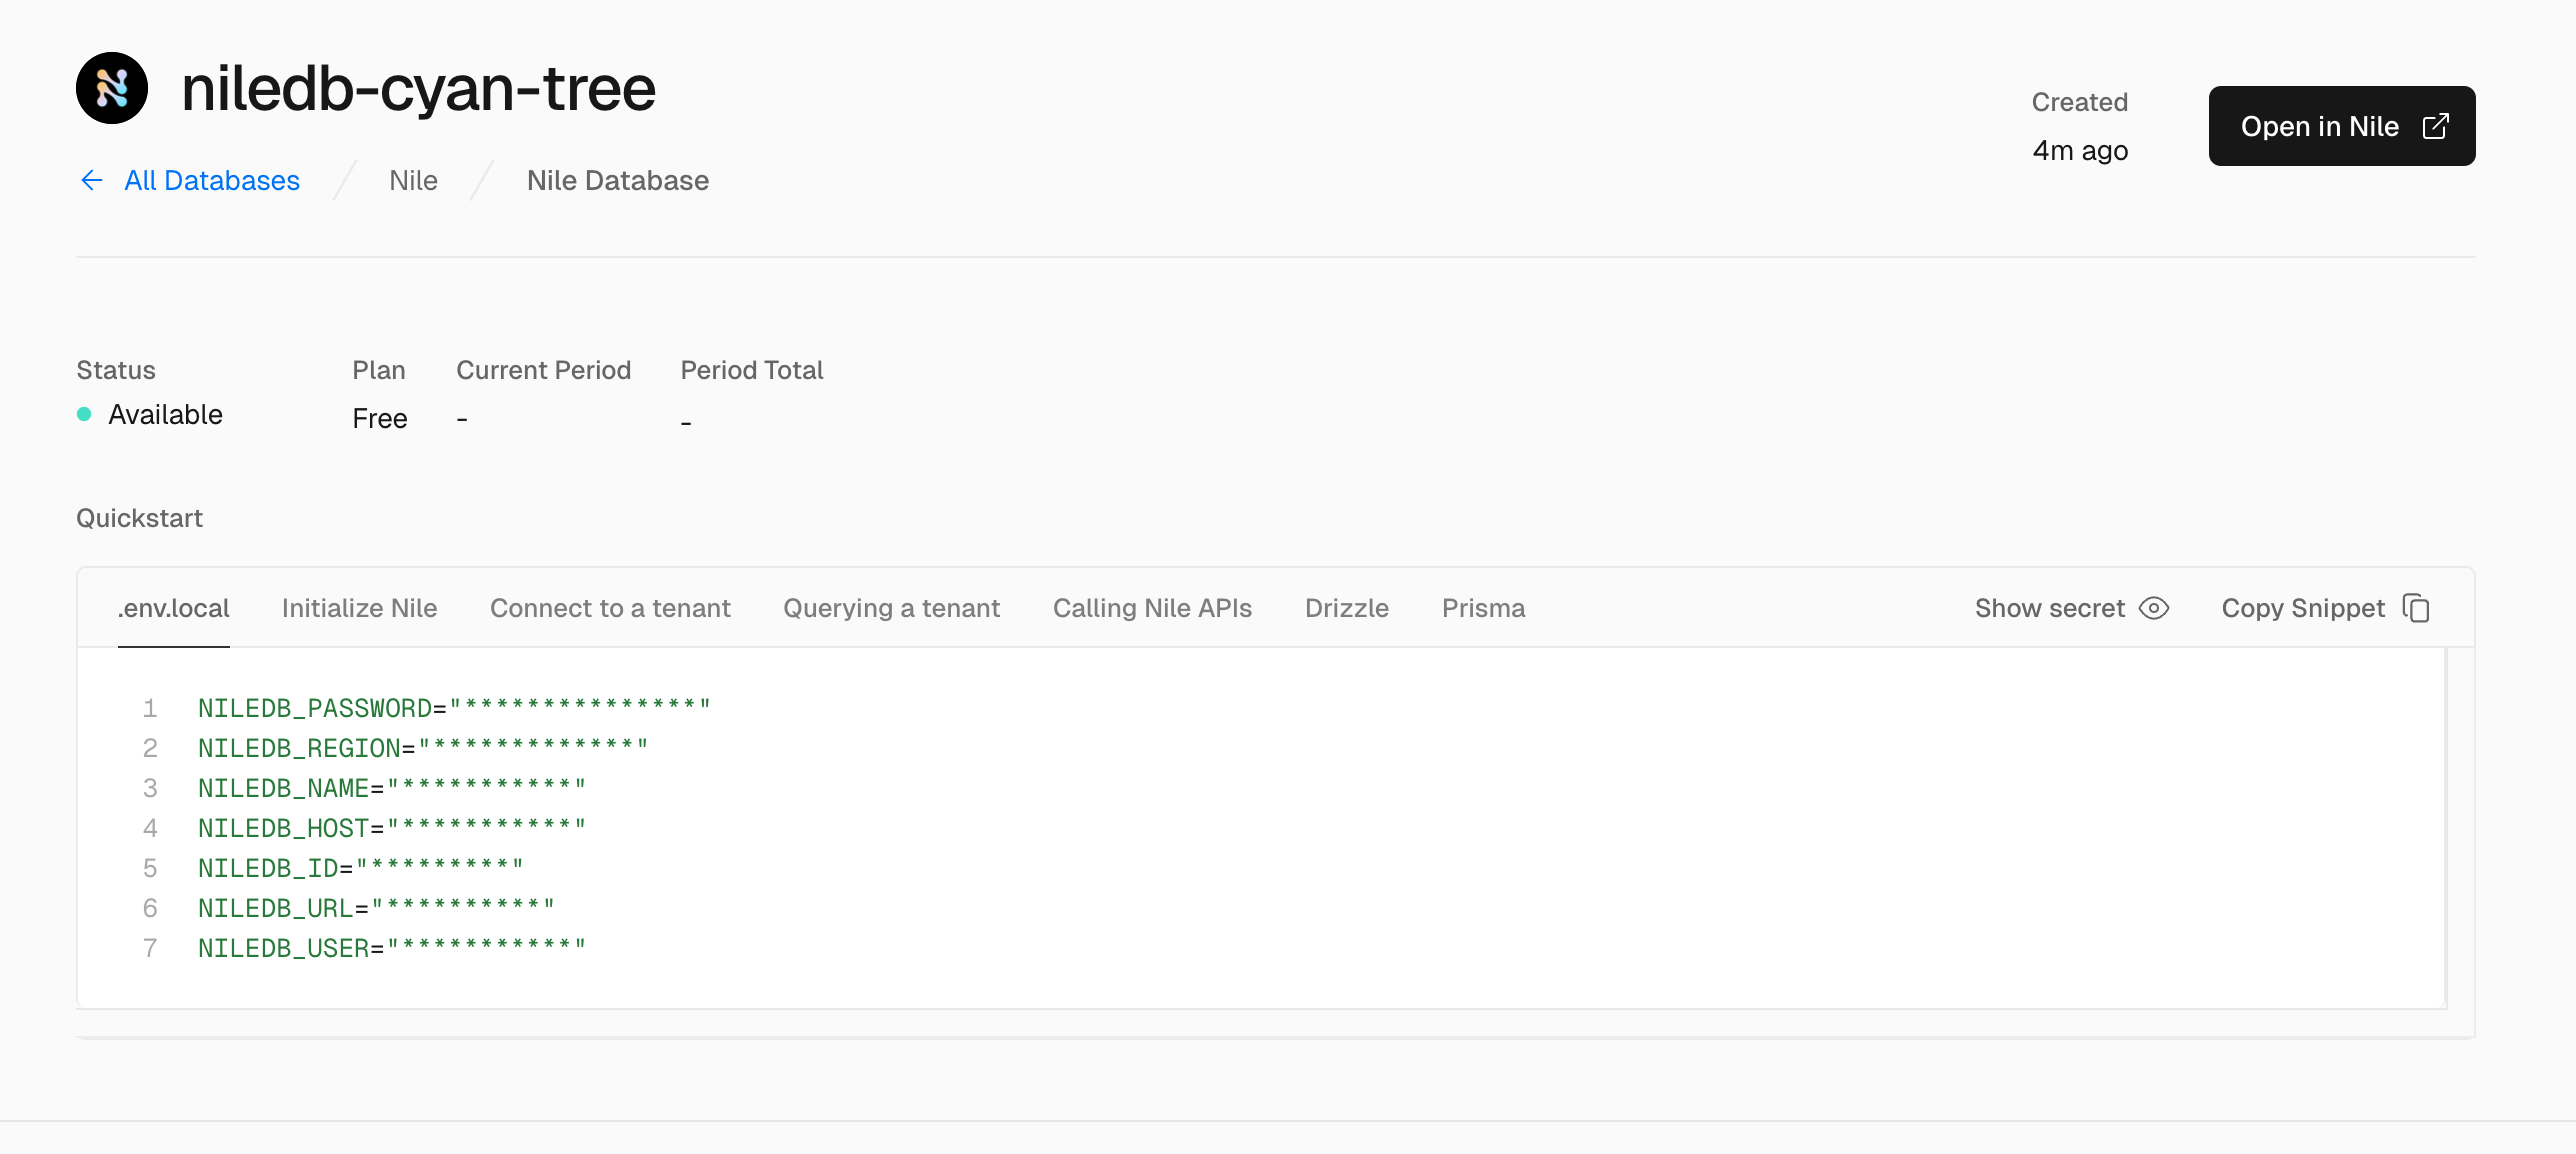 niledb-cyan-tree
Created
4m ago
Open in Nile
← All Databases / Nile / Nile Database
Status Plan Current Period Period Total
Available Free - -
Quickstart
.env.local Initialize Nile Connect to a tenant Querying a tenant Calling Nile APIs Drizzle Prisma Show secret Copy Snippet
1 NILEDB_PASSWORD="***************"
2 NILEDB_REGION="*************"
3 NILEDB_NAME="***********"
4 NILEDB_HOST="***********"
5 NILEDB_ID="*********"
6 NILEDB_URL="**********"
7 NILEDB_USER="***********"